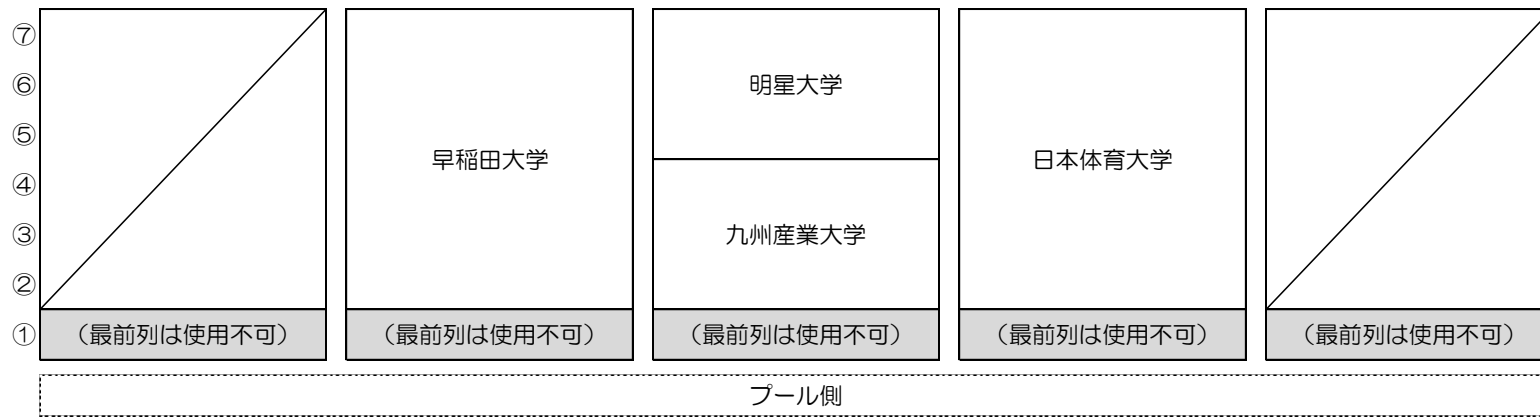 ⑦
⑥
明星大学
⑤
早稲田大学
日本体育大学
④
③
九州産業大学
②
①
（最前列は使用不可）
（最前列は使用不可）
（最前列は使用不可）
（最前列は使用不可）
（最前列は使用不可）
プール側